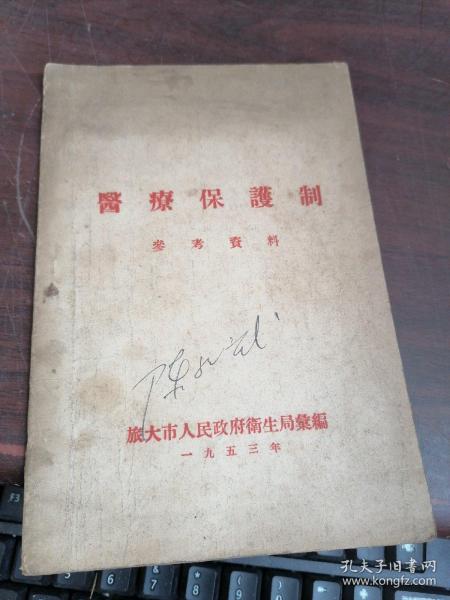 醫療保護制
參考資料
陳
旅大市人民政府衛生局彙編
一九五三年
孔夫子旧书网
www.kongfz.com